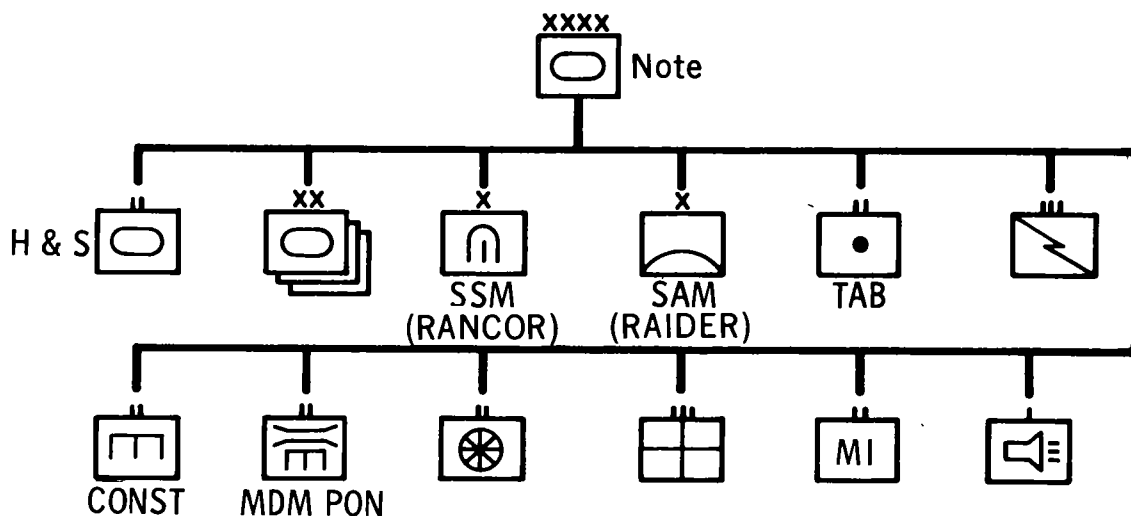 XXXX
Note
XX
X
X
H & S
SSM
(RANCOR)
SAM
(RAIDER)
TAB
MI
CONST
MDM PON